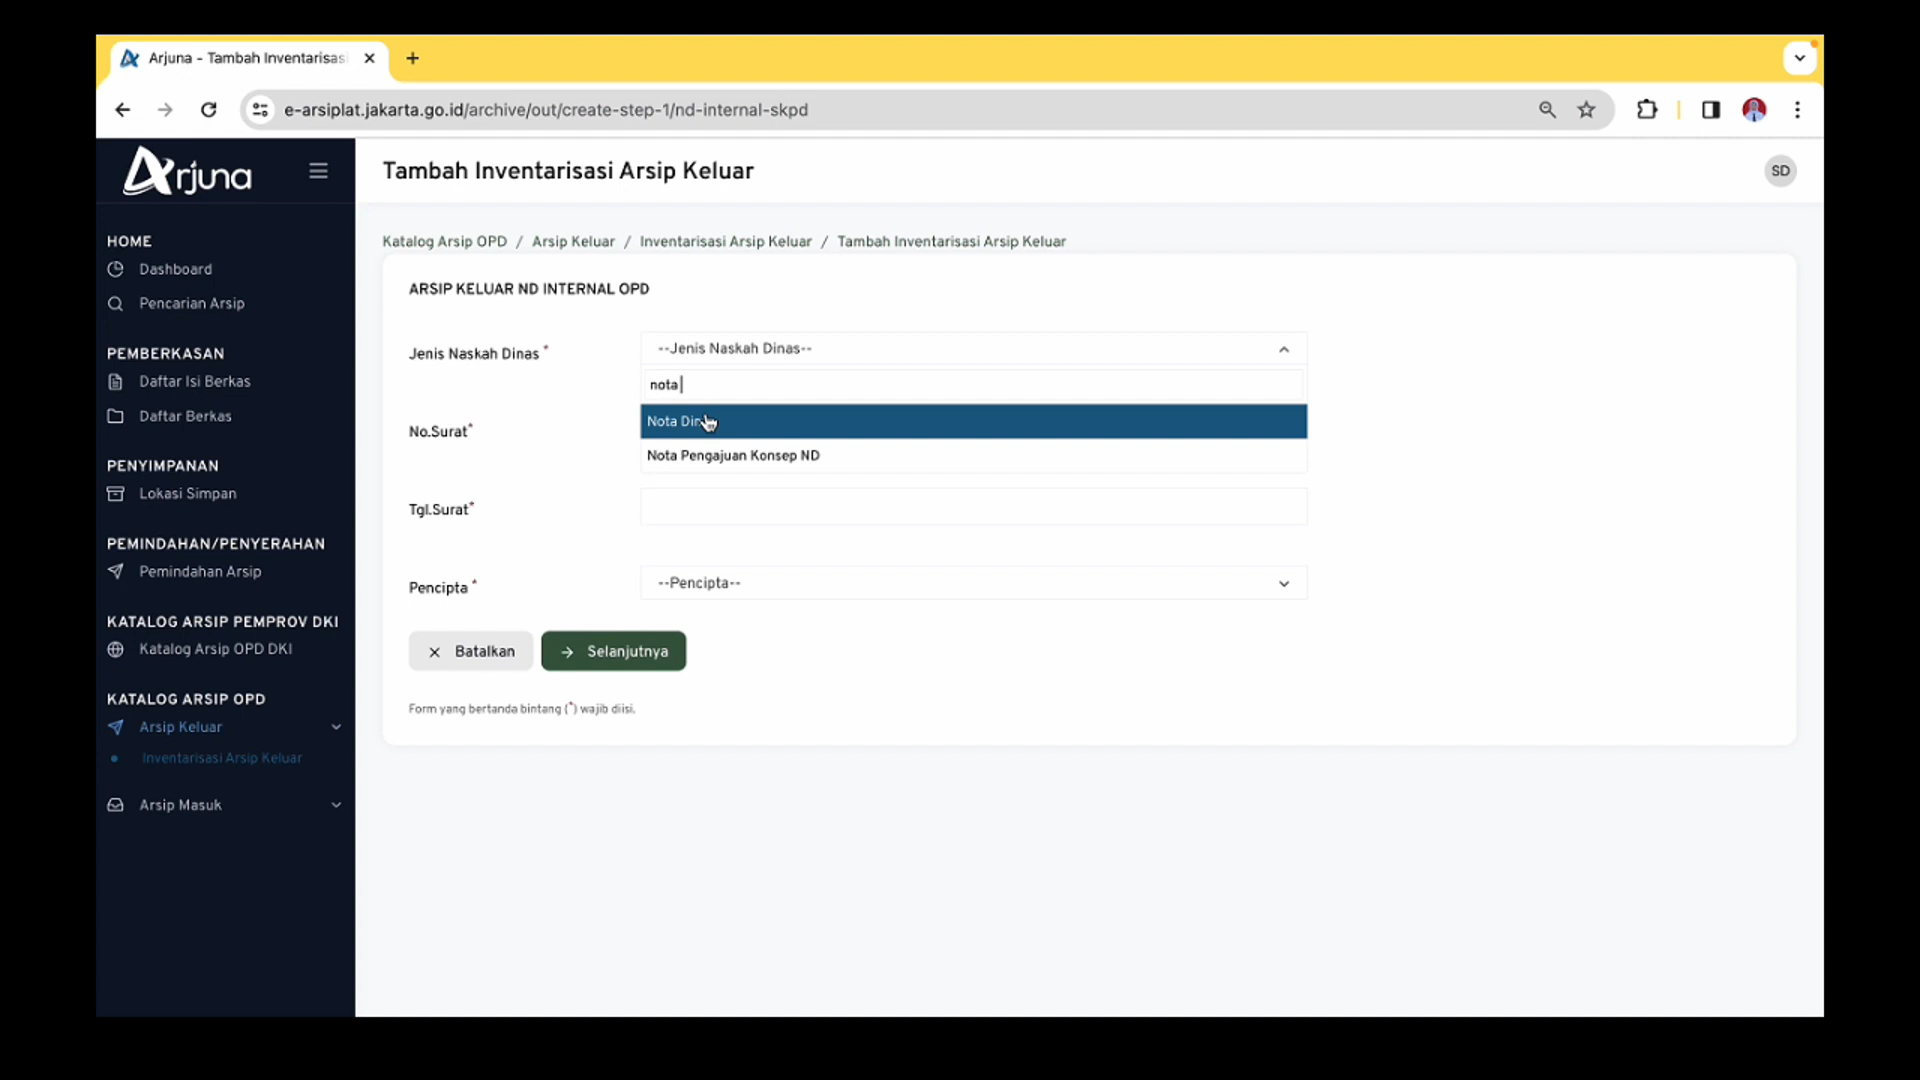 Arjuna - Tambah Inventarisas
e-arsiplat.jakarta.go.id/archive/out/create-step-1/nd-internal-skpd
Arjuna
Tambah Inventarisasi Arsip Keluar
SD
HOME
Dashboard
Pencarian Arsip
PEMBERKASAN
Daftar Isi Berkas
Daftar Berkas
PENYIMPANAN
Lokasi Simpan
PEMINDAHAN/PENYERAHAN
Pemindahan Arsip
KATALOG ARSIP PEMPROV DKI
Katalog Arsip OPD DKI
KATALOG ARSIP OPD
Arsip Keluar
Inventarisasi Arsip Keluar
Arsip Masuk
Katalog Arsip OPD / Arsip Keluar / Inventarisasi Arsip Keluar / Tambah Inventarisasi Arsip Keluar
ARSIP KELUAR ND INTERNAL OPD
Jenis Naskah Dinas *
--Jenis Naskah Dinas--
nota
Nota
Nota Pengajuan Konsep ND
No.Surat*
Tgl.Surat*
Pencipta *
--Pencipta--
Batalkan
Selanjutnya
Form yang bertanda bintang (*) wajib diisi.